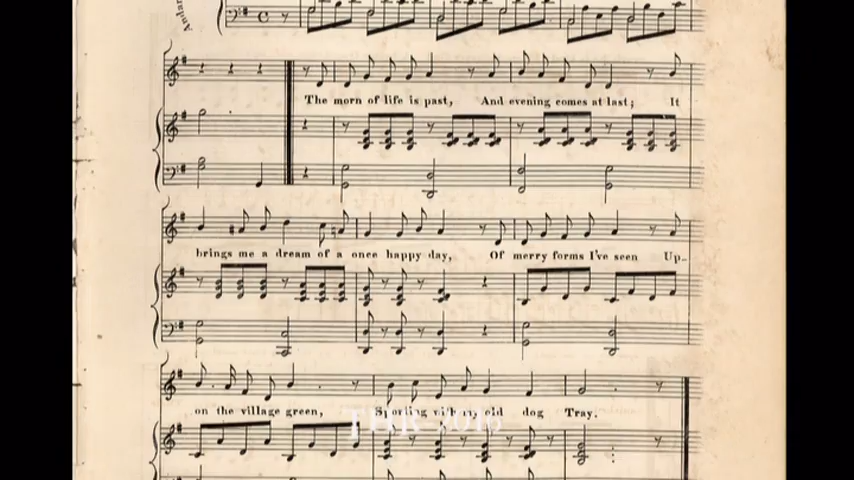 Andan
The morn of life is past, And evening comes at last; It
brings me a dream of a once happy day, Of merry forms I've seen Up-
on the village green, Sporting with my old dog Tray.